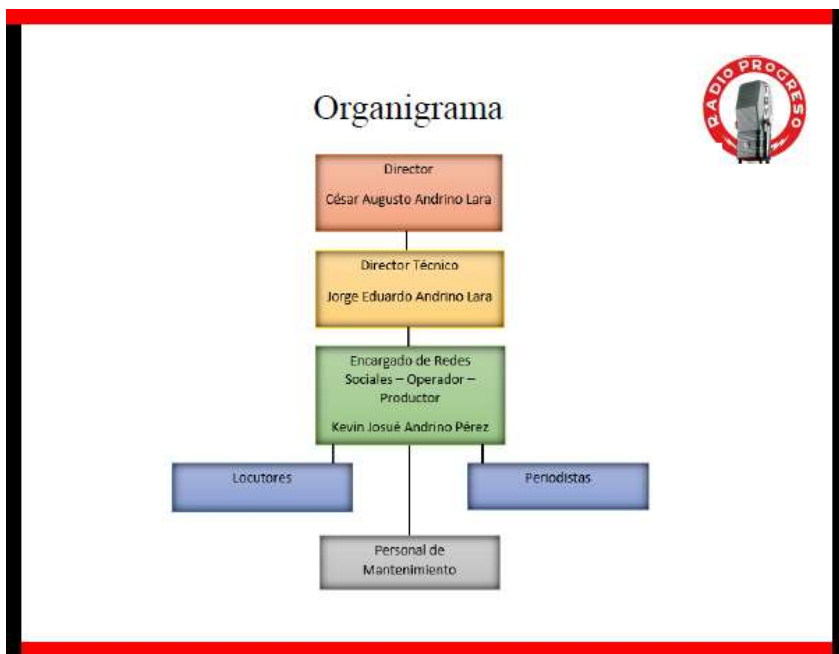 RADIO PROGRESO
Organigrama
Director
César Augusto Andrino Lara
Director Técnico
Jorge Eduardo Andrino Lara
Encargado de Redes
Sociales – Operador –
Productor
Kevin Josué Andrino Pérez
Locutores
Periodistas
Personal de
Mantenimiento